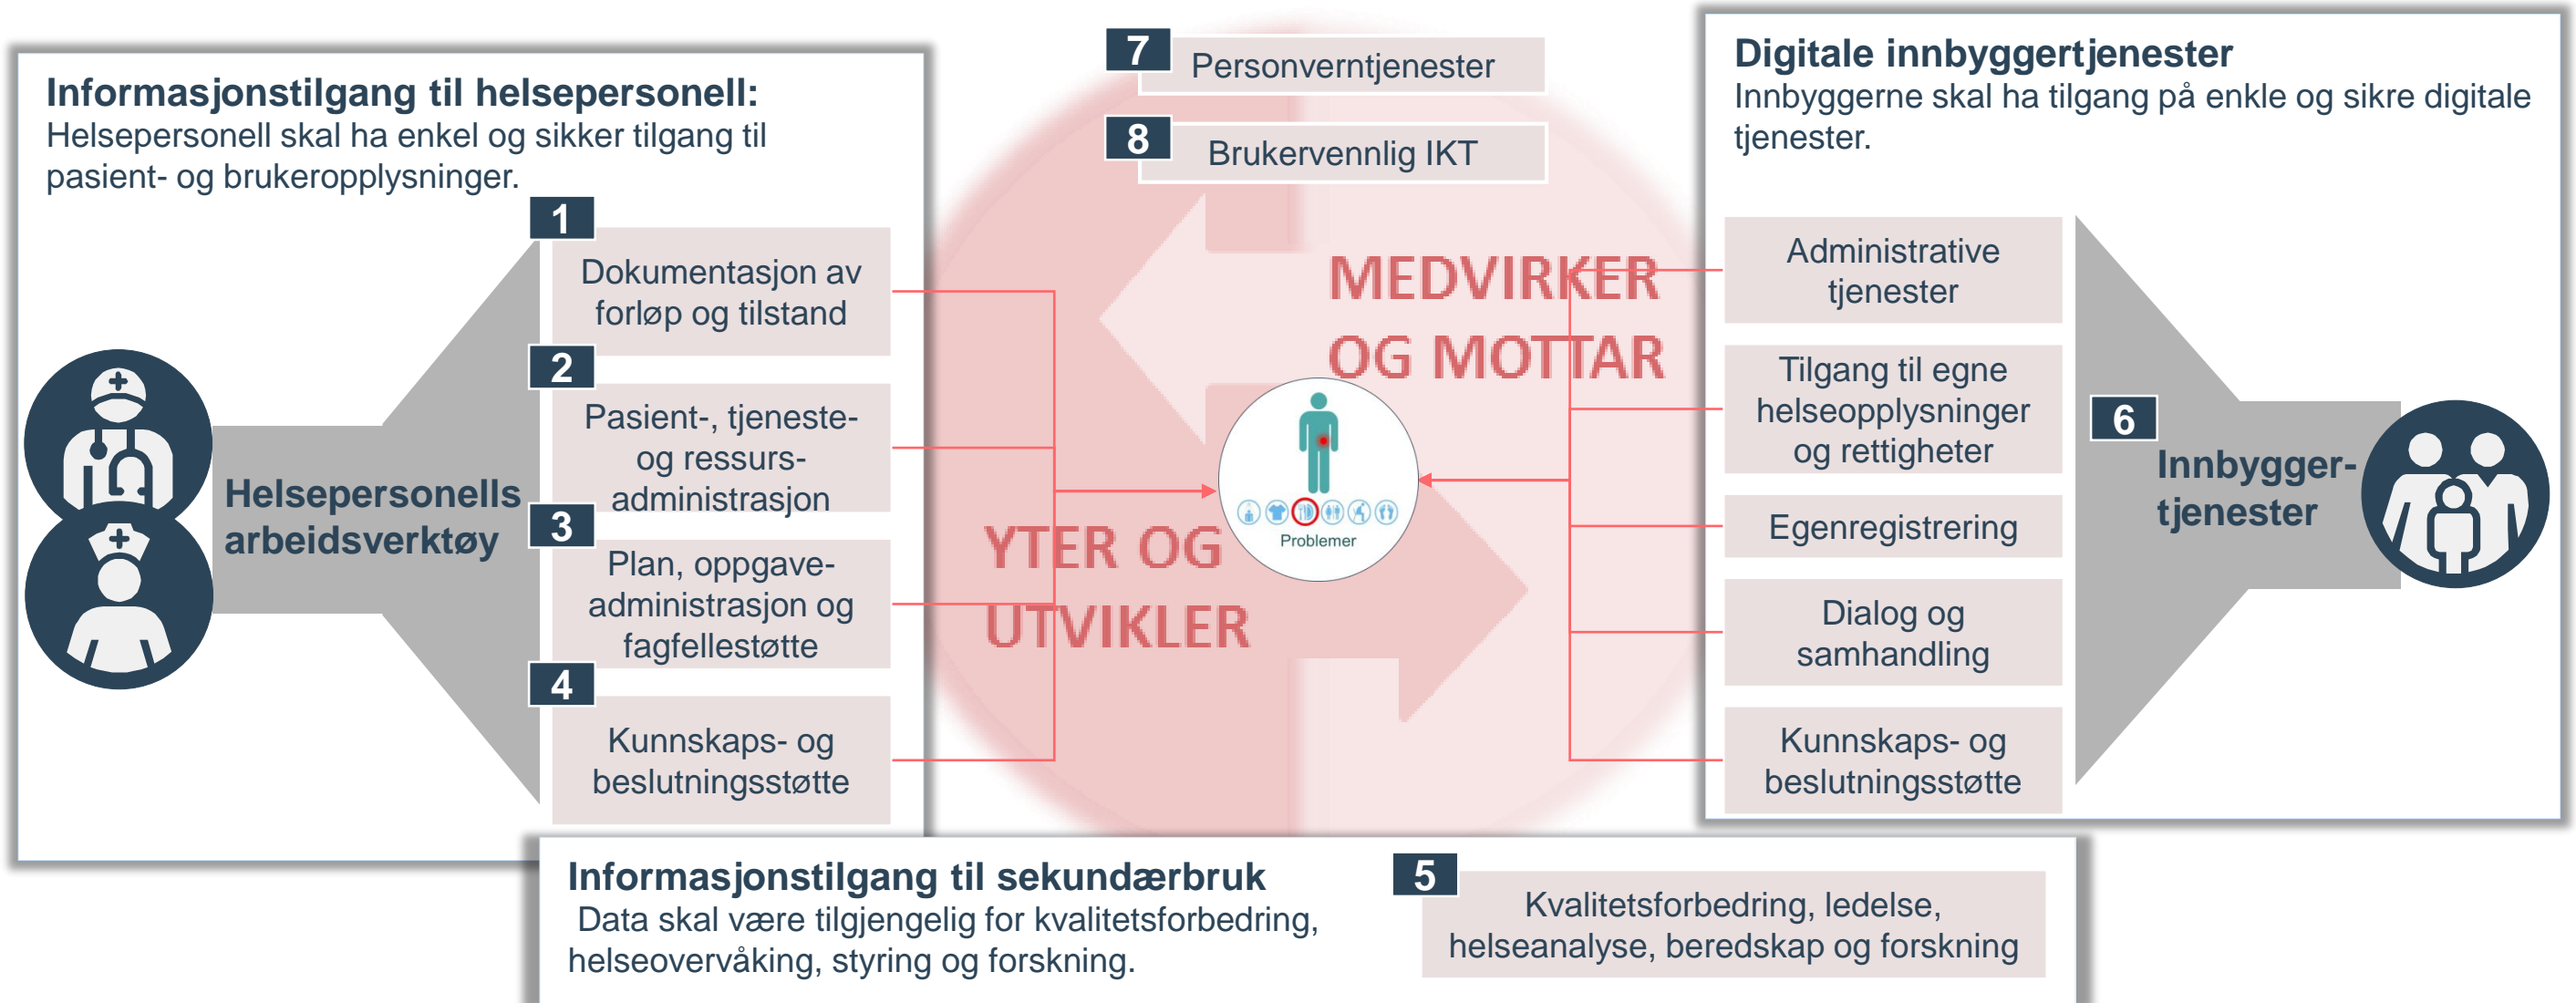 Informasjonstilgang til helsepersonell:
Helsepersonell skal ha enkel og sikker tilgang til
pasient- og brukeropplysninger.
Helsepersonells
arbeidsverktøy
1
Dokumentasjon av
forløp og tilstand
2
Pasient-, tjeneste-
og ressurs-
administrasjon
3
Plan, oppgave-
administrasjon og
fagfellestøtte
4
Kunnskaps- og
beslutningsstøtte
7
Personverntjenester
8
Brukervennlig IKT
MEDVIRKER
OG MOTTAR
Problemer
YTER OG
UTVIKLER
Digitale innbyggertjenester
Innbyggerne skal ha tilgang på enkle og sikre digitale
tjenester.
Administrative
tjenester
Tilgang til egne
helseopplysninger
og rettigheter
Egenregistrering
Dialog og
samhandling
Kunnskaps- og
beslutningsstøtte
6
Innbygger-
tjenester
Informasjonstilgang til sekundærbruk
Data skal være tilgjengelig for kvalitetsforbedring,
helseovervåking, styring og forskning.
5
Kvalitetsforbedring, ledelse,
helseanalyse, beredskap og forskning